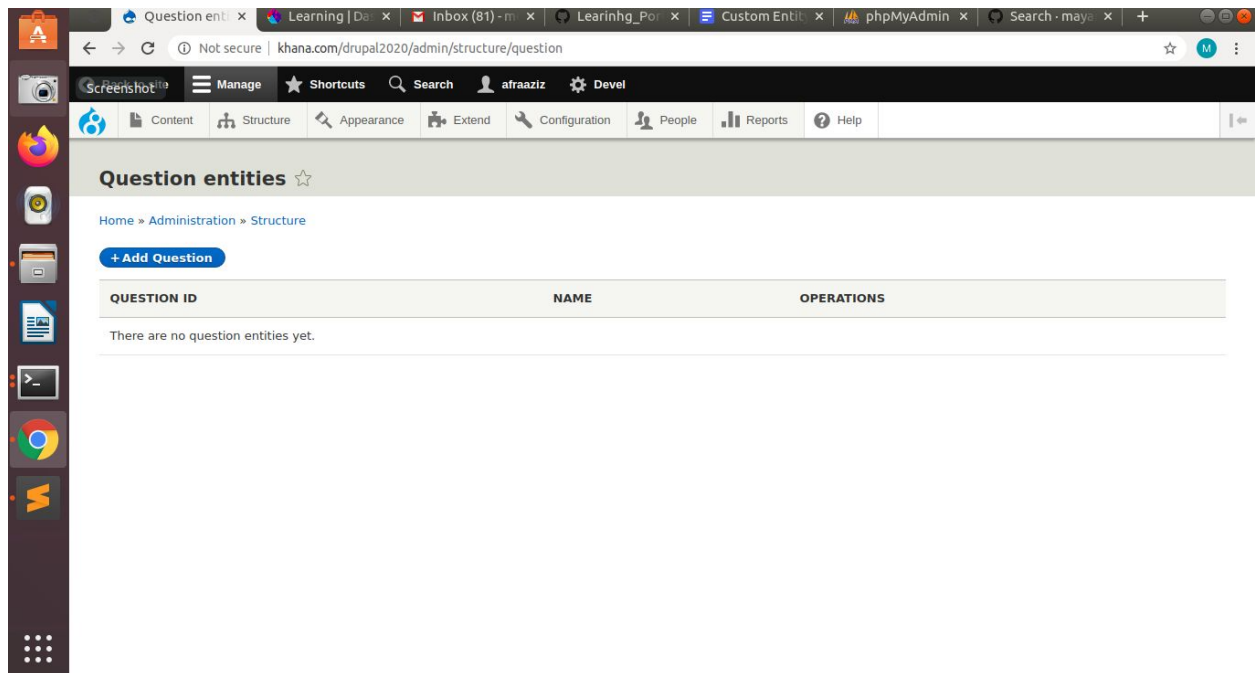 Question enti
Learning | Da
Inbox (81) - m
Learinhg_Por
Custom Entit
phpMyAdmin
Search · maya
Not secure | khana.com/drupal2020/admin/structure/question
M
Screenshot
Manage
Shortcuts
Search
afraaziz
Devel
Content
Structure
Appearance
Extend
Configuration
People
Reports
Help
Question entities
Home » Administration » Structure
+ Add Question
QUESTION ID NAME OPERATIONS
There are no question entities yet.